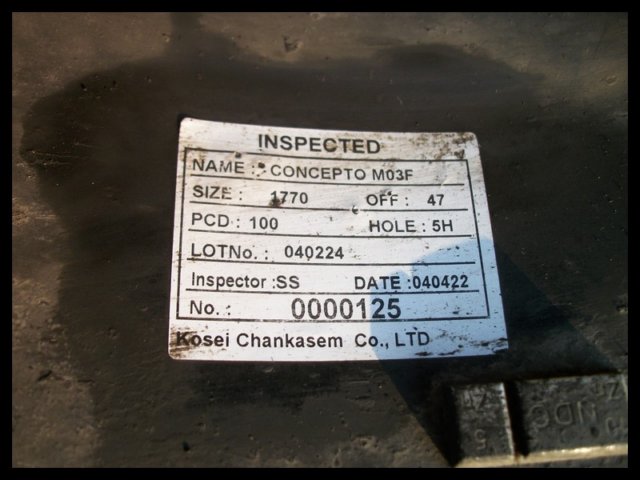 INSPECTED
NAME : CONCEPTO M03F
SIZE : 1770 OFF : 47
PCD : 100 HOLE : 5H
LOTNo. : 040224
Inspector :SS DATE :040422
No. : 0000125
Kosei Chankasem Co., LTD